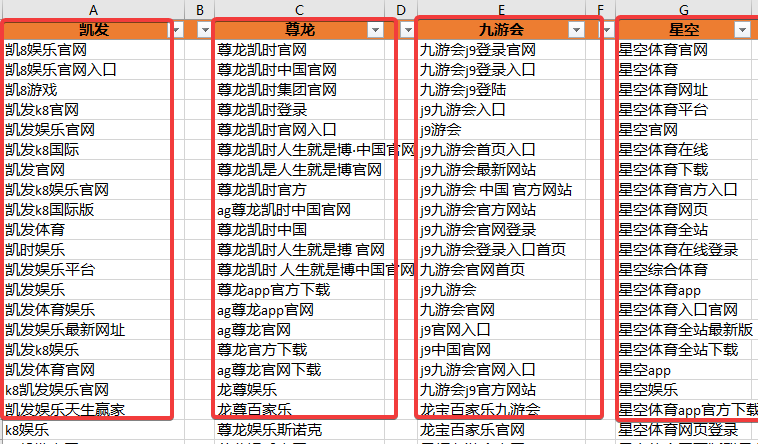 A B C D E F G
凯发 尊龙 九游会 星空
凯8娱乐官网 尊龙凯时官网 九游会j9登录官网 星空体育官网
凯8娱乐官网入口 尊龙凯时中国官网 九游会j9登录入口 星空体育
凯8游戏 尊龙凯时集团官网 九游会j9登陆 星空体育网址
凯发k8官网 尊龙凯时登录 j9九游会入口 星空体育平台
凯发娱乐官网 尊龙凯时官网入口 j9游会 星空官网
凯发k8国际 尊龙凯时人生就是博·中国官网 j9九游会首页入口 星空体育在线
凯发官网 尊龙凯是人生就是博官网 j9九游会最新网站 星空体育下载
凯发k8娱乐官网 尊龙凯时官方 j9九游会 中国 官方网站 星空体育官方入口
凯发k8国际版 ag尊龙凯时中国官网 j9九游会官方网站 星空体育网页
凯发体育 尊龙凯时中国 j9九游会官网登录 星空体育全站
凯时娱乐 尊龙凯时人生就是搏 官网 j9九游会登录入口首页 星空体育在线登录
凯发娱乐平台 尊龙凯时 人生就是博中国官网 九游会官网首页 星空综合体育
凯发娱乐 尊龙app官方下载 j9九游会 星空体育app
凯发体育娱乐 ag尊龙app官网 九游会官网 星空体育入口官网
凯发娱乐最新网址 ag尊龙官网 j9官网入口 星空体育全站最新版
凯发k8娱乐 尊龙官方下载 j9中国官网 星空体育全站下载
凯发体育官网 ag尊龙官网下载 j9九游会官网入口 星空app
k8凯发娱乐官网 龙尊娱乐 九游会j9官方网站 星空娱乐
凯发娱乐天生赢家 龙尊百家乐 龙宝百家乐九游会 星空体育app官方下载
k8娱乐 尊龙娱乐斯诺克 龙宝百家乐官网 星空体育网页登录